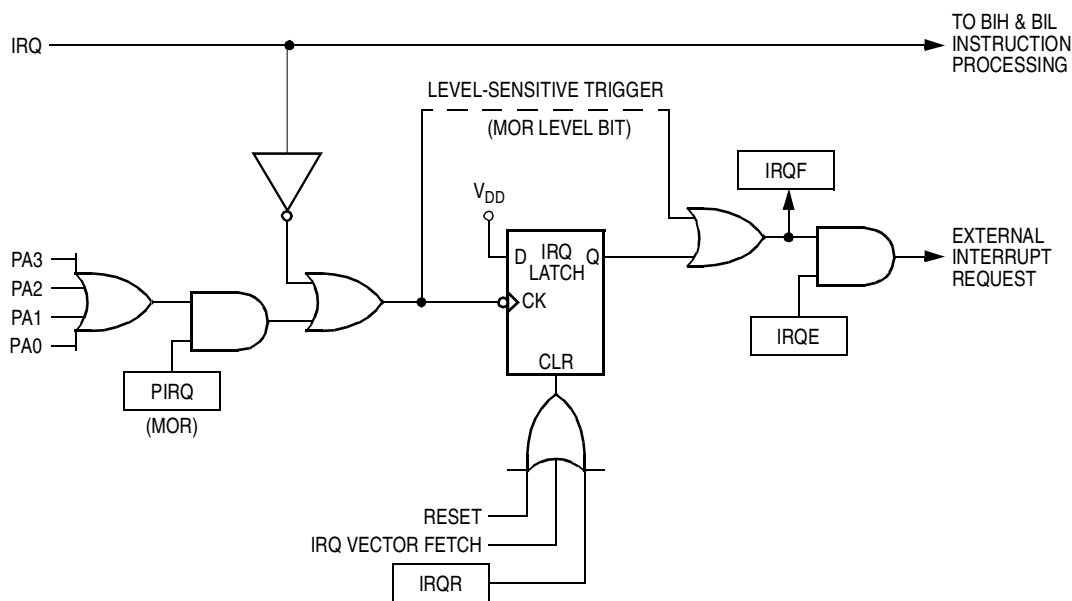 IRQ
TO BIH & BIL
INSTRUCTION
PROCESSING
LEVEL-SENSITIVE TRIGGER
(MOR LEVEL BIT)
IRQF
VDD
D IRQ Q
LATCH
CK
CLR
EXTERNAL
INTERRUPT
REQUEST
PA3
PA2
PA1
PA0
IRQE
PIRQ
(MOR)
RESET
IRQ VECTOR FETCH
IRQR